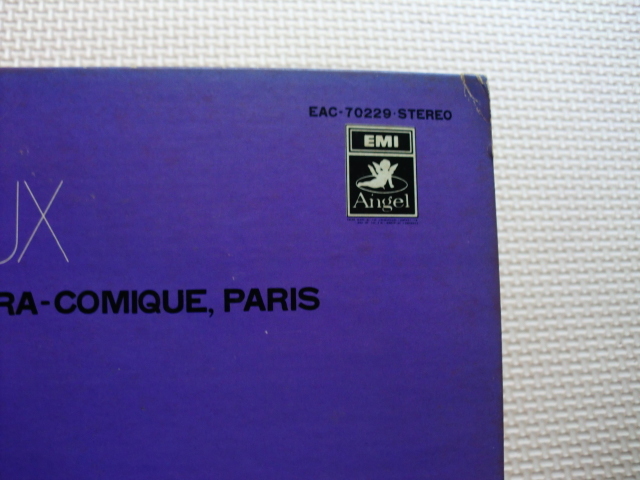 EAC·70229·STEREO
EMI
Angel
UX
RA-COMIQUE, PARIS